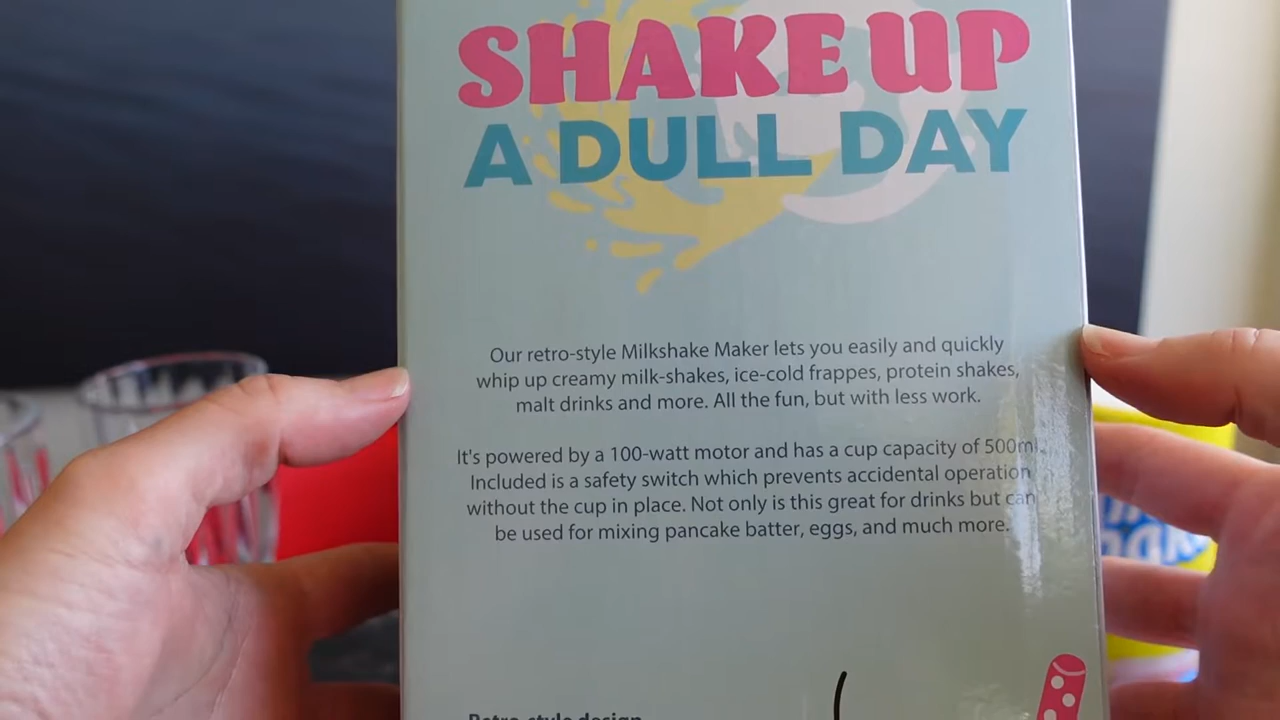 SHAKE UP
A DULL DAY
Our retro-style Milkshake Maker lets you easily and quickly
whip up creamy milk-shakes, ice-cold frappes, protein shakes,
malt drinks and more. All the fun, but with less work.
It's powered by a 100-watt motor and has a cup capacity of 500ml.
Included is a safety switch which prevents accidental operation
without the cup in place. Not only is this great for drinks but can
be used for mixing pancake batter, eggs, and much more.
Retro-style design